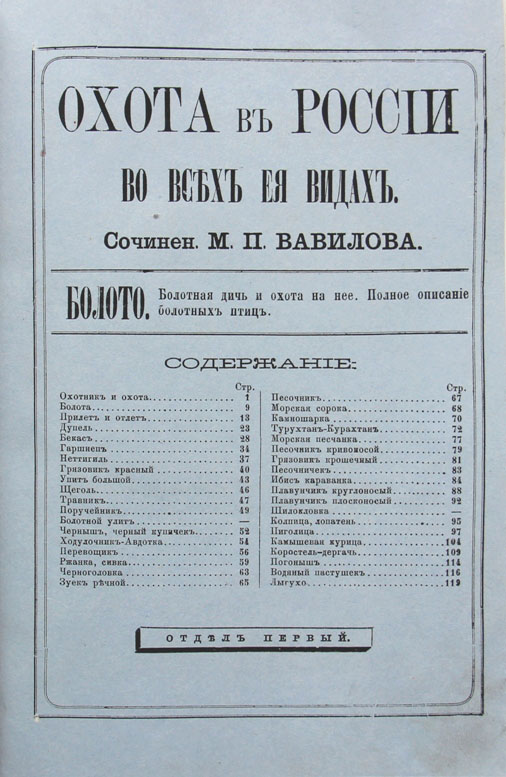 ОХОТА въ РОССІИ
ВО ВСѢХЪ ЕЯ ВИДАХЪ.
Сочинен. М. П. ВАВИЛОВА.
БОЛОТО. Болотная дичь и охота на нее. Полное описаніе
болотныхъ птицъ.
СОДЕРЖАНІЕ:
Стр.
Охотникъ и охота 1
Болота 9
Прилетъ и отлетъ 13
Дупель 23
Бекасъ 28
Гаршнепъ 34
Неттигиль 37
Грязовикъ красный 40
Улитъ большой 43
Щеголь 46
Травникъ 47
Поручейникъ 49
Болотной улитъ —
Чернышъ, черный куличекъ 52
Ходулочникъ-Авдотка 54
Перевощикъ 56
Ржанка, сивка 59
Черноголовка 63
Зуекъ рѣчной 65
Стр.
Песочникъ 67
Морская сорока 68
Камношарка 70
Турухтанъ-Курахтанъ 72
Морская песчанка 77
Песочникъ кривоносой 79
Грязовикъ крошечный 81
Песочничекъ 83
Ибисъ караванка 84
Плавунчикъ круглоносый 88
Плавунчикъ плосконосый 92
Шилокловка —
Колпица, лопатень 95
Пиголица 97
Камышевая курица 104
Коростель-дергачъ 109
Погонышъ 114
Водяный пастушекъ 116
Лысухо 119
ОТДѢЛЪ ПЕРВЫЙ.